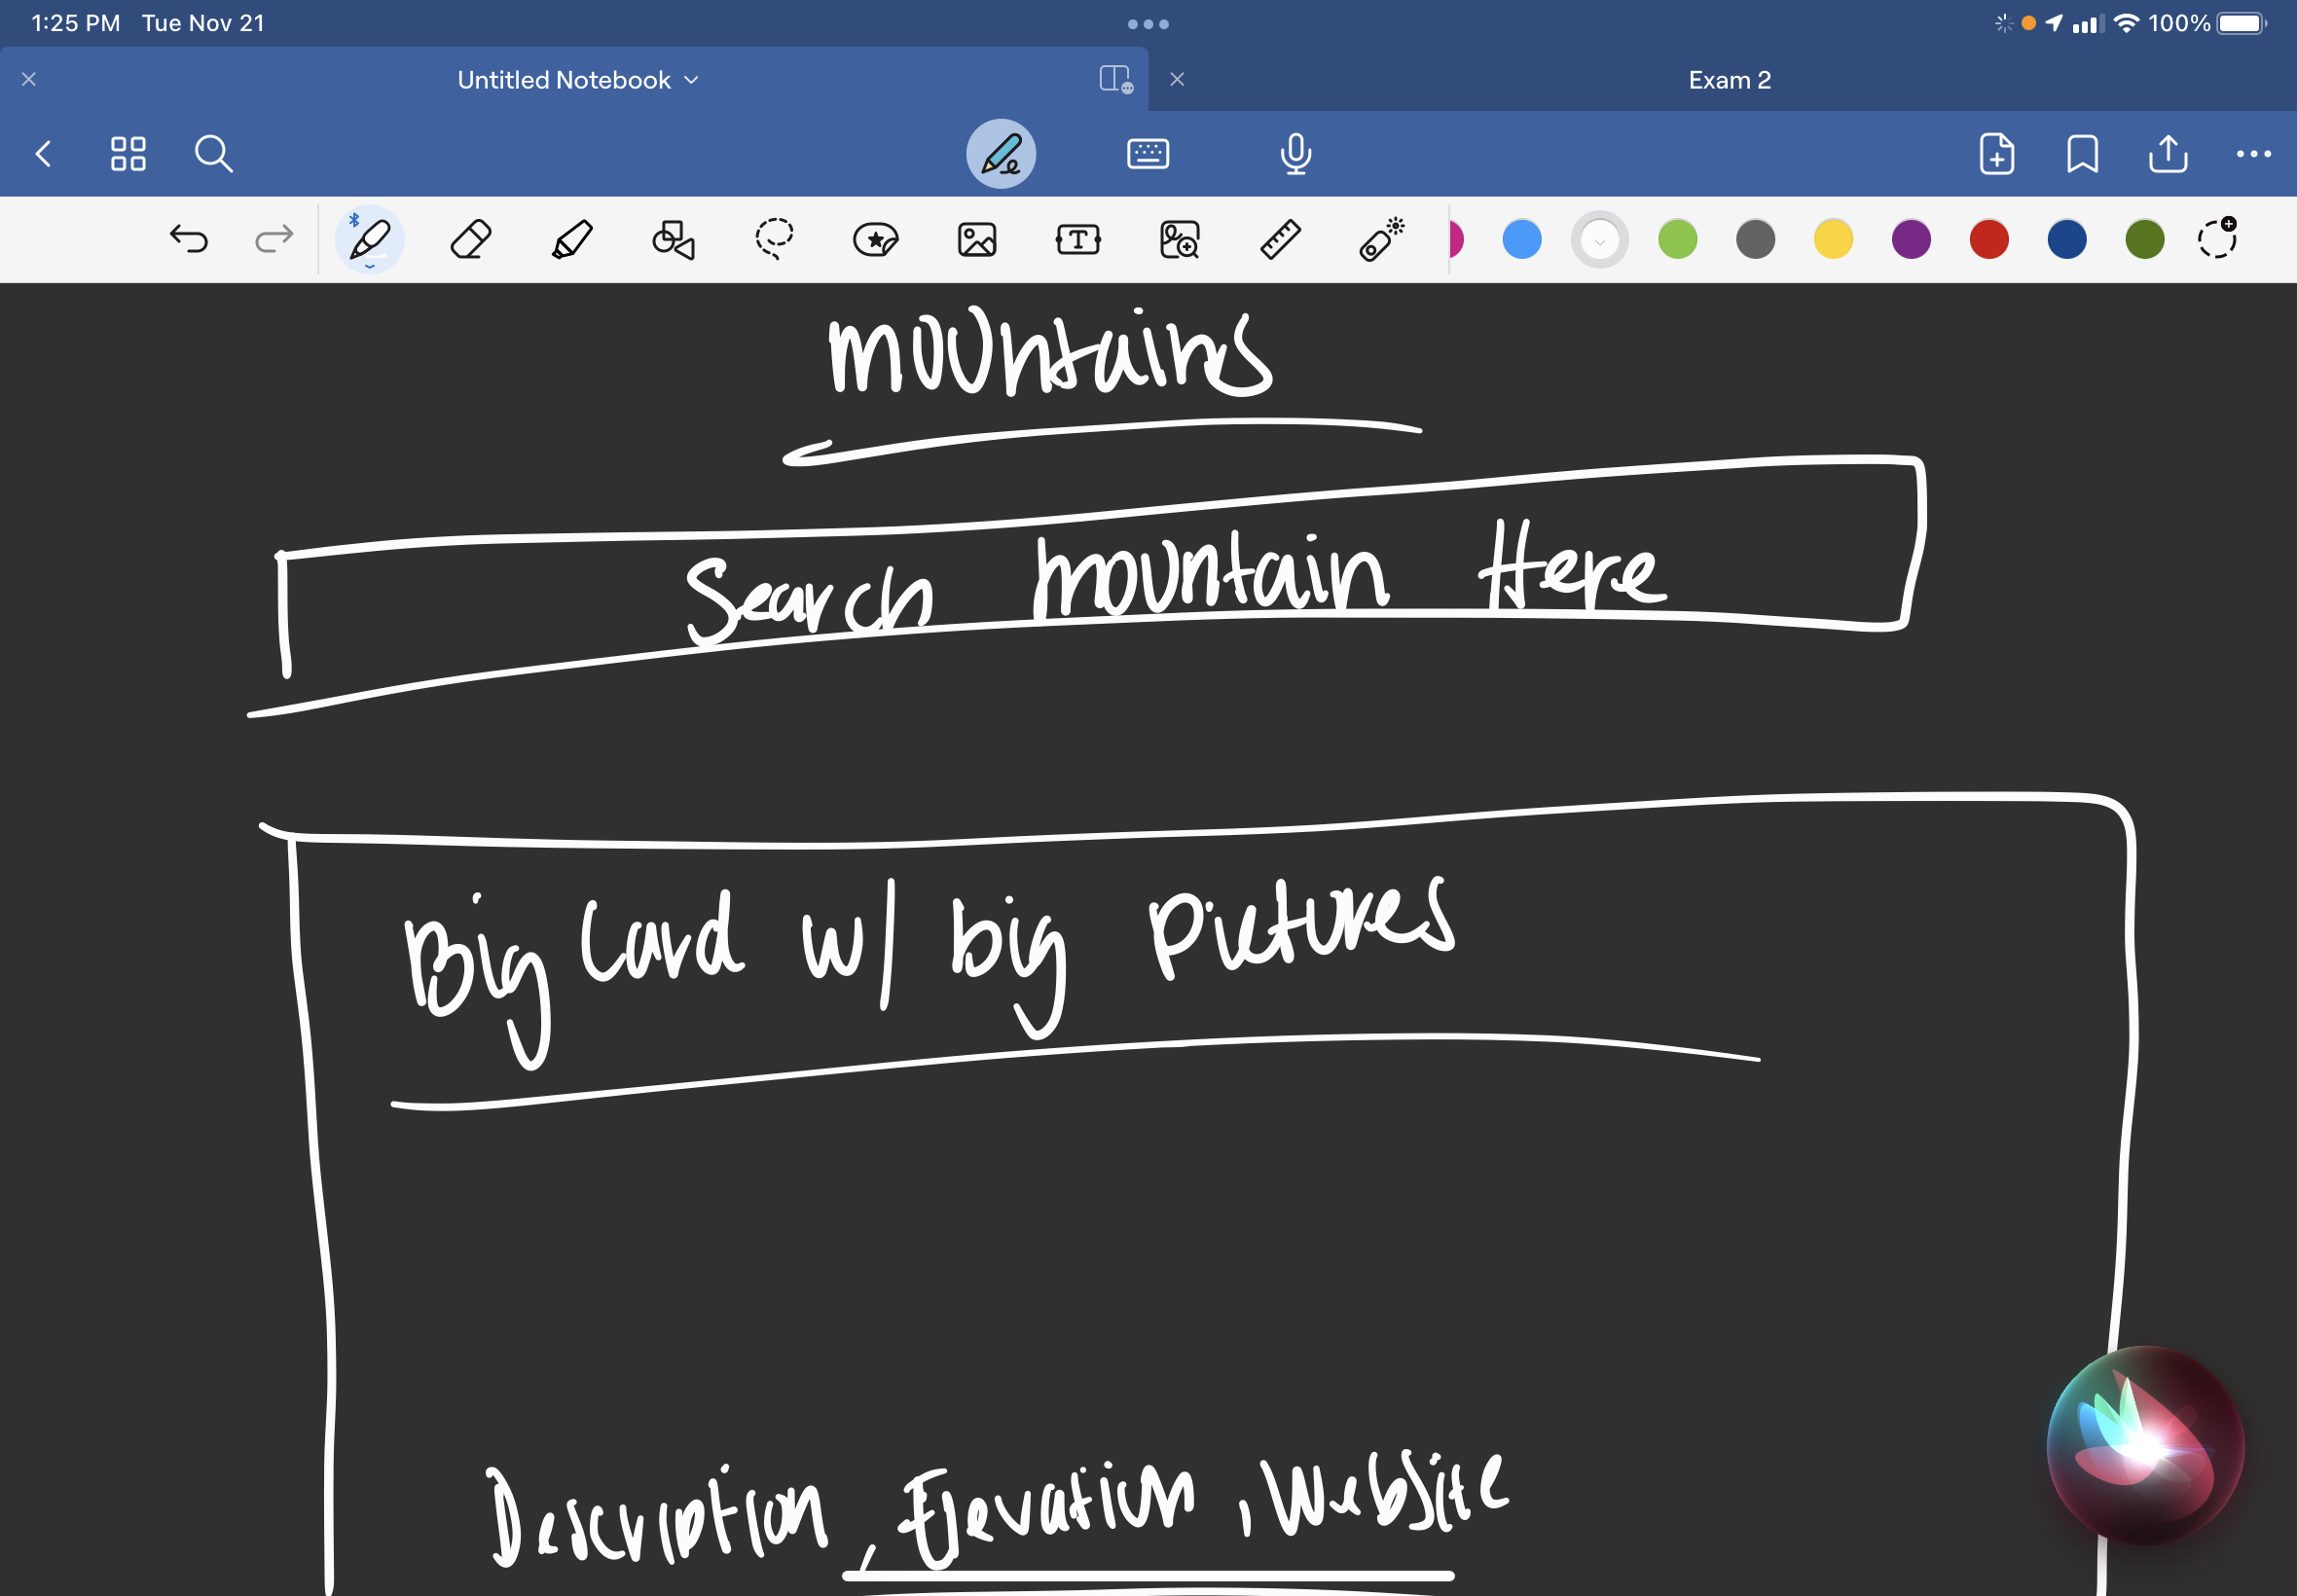 1:25 PM Tue Nov 21 100%
Untitled Notebook Exam 2
mountains
Search mountain Here
Big Card w/ big pictures
Description, Elevation, Website